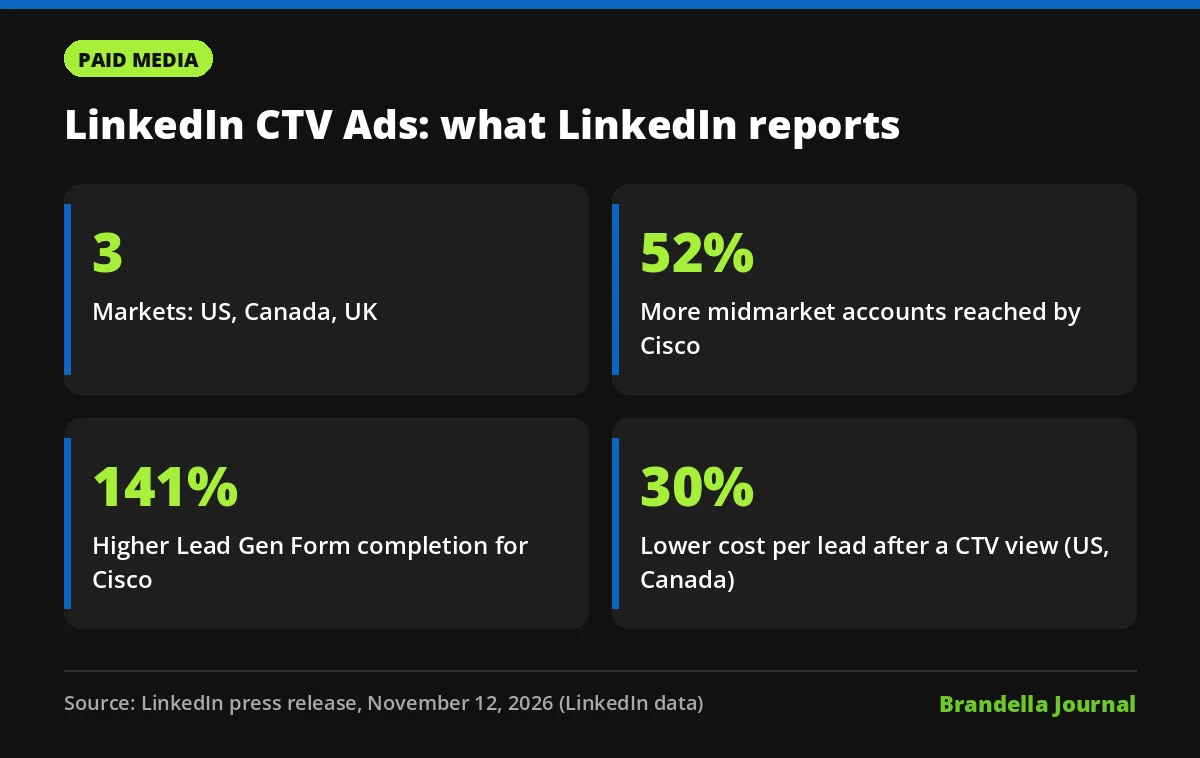 PAID MEDIA
LinkedIn CTV Ads: what LinkedIn reports
3
Markets: US, Canada, UK
52%
More midmarket accounts reached by
Cisco
141%
Higher Lead Gen Form completion for
Cisco
30%
Lower cost per lead after a CTV view (US,
Canada)
Source: LinkedIn press release, November 12, 2026 (LinkedIn data)
Brandella Journal